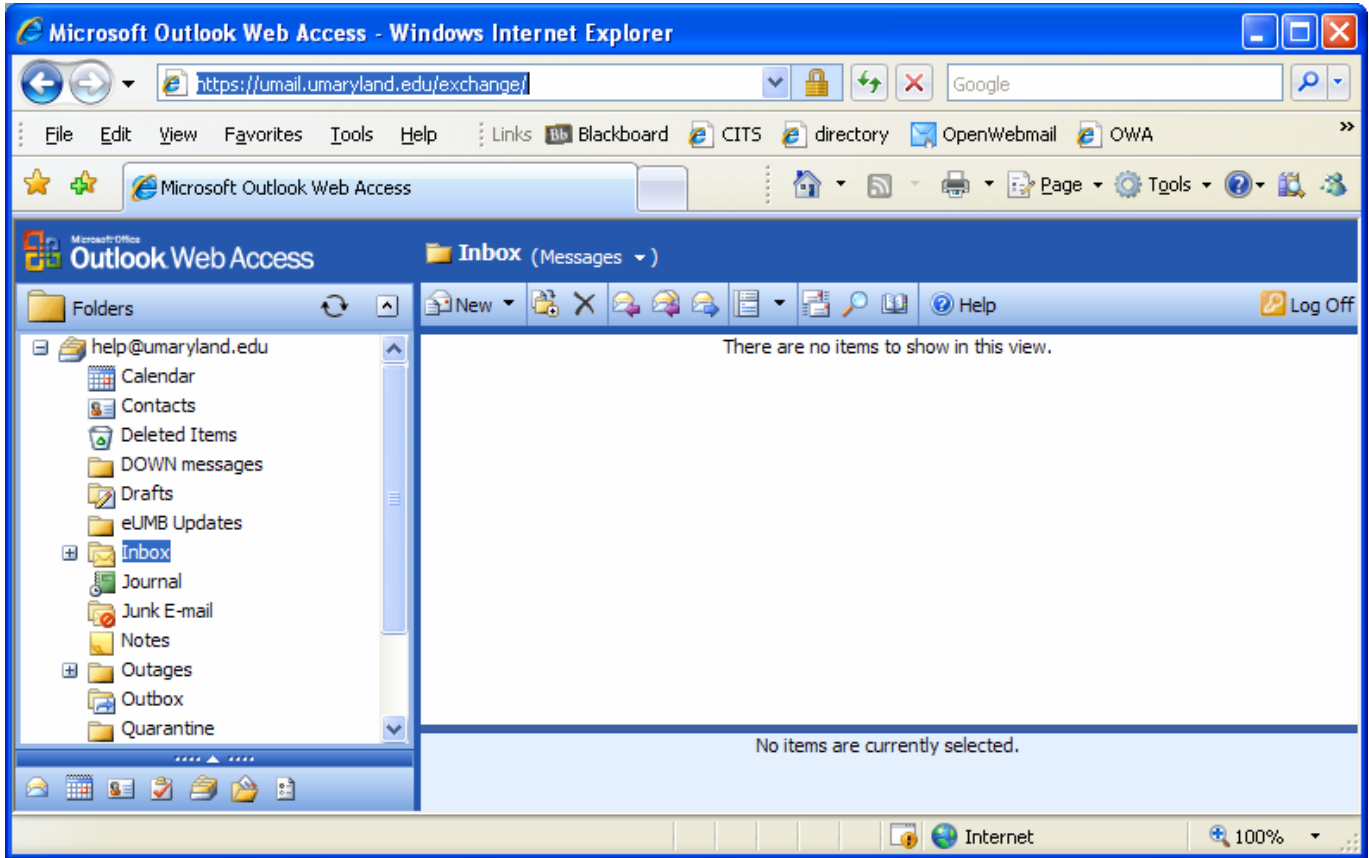 Microsoft Outlook Web Access - Windows Internet Explorer
https://umail.umaryland.edu/exchange/ Google
File Edit View Favorites Tools Help Links Bb Blackboard CITS directory OpenWebmail OWA »
Microsoft Outlook Web Access Page Tools
Microsoft Office
Outlook Web Access Inbox (Messages)
Folders New Help Log Off
help@umaryland.edu There are no items to show in this view.
Calendar
Contacts
Deleted Items
DOWN messages
Drafts
eUMB Updates
Inbox
Journal
Junk E-mail
Notes
Outages
Outbox
Quarantine
No items are currently selected.
Internet 100%